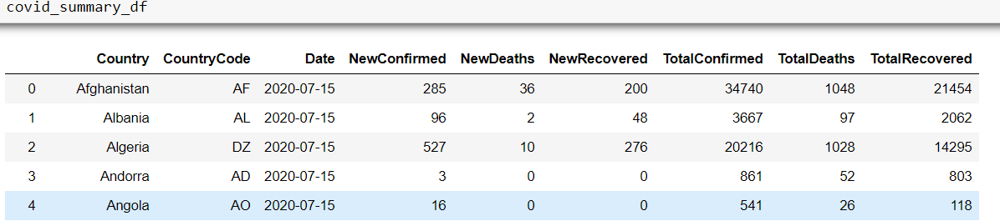 covid_summary_df
Country CountryCode Date NewConfirmed NewDeaths NewRecovered TotalConfirmed TotalDeaths TotalRecovered
0 Afghanistan AF 2020-07-15 285 36 200 34740 1048 21454
1 Albania AL 2020-07-15 96 2 48 3667 97 2062
2 Algeria DZ 2020-07-15 527 10 276 20216 1028 14295
3 Andorra AD 2020-07-15 3 0 0 861 52 803
4 Angola AO 2020-07-15 16 0 0 541 26 118